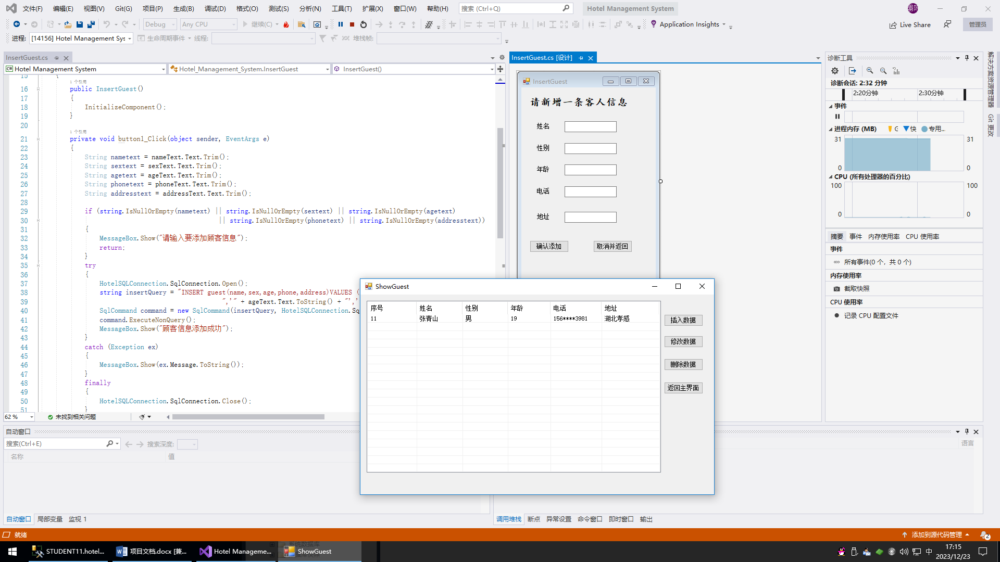 文件(F) 编辑(E) 视图(V) Git(G) 项目(P) 生成(B) 调试(D) 格式(O) 测试(S) 分析(N) 工具(T) 扩展(X) 窗口(W) 帮助(H) 搜索 (Ctrl+Q) Hotel Management System
Debug Any CPU 继续(C) Application Insights Live Share 管理员
进程: [14156] Hotel Management Sys 生命周期事件 线程: 堆栈帧:
InsertGuest.cs
Hotel Management System Hotel_Management_System.InsertGuest InsertGuest()
15 {
1 个引用
16 public InsertGuest()
17 {
18 InitializeComponent();
19 }
20
1 个引用
21 private void button1_Click(object sender, EventArgs e)
22 {
23 String nametext = nameText.Text.Trim();
24 String sextext = sexText.Text.Trim();
25 String agetext = ageText.Text.Trim();
26 String phonetext = phoneText.Text.Trim();
27 String addresstext = addressText.Text.Trim();
28
29 if (string.IsNullOrEmpty(nametext) || string.IsNullOrEmpty(sextext) || string.IsNullOrEmpty(agetext)
30 || string.IsNullOrEmpty(phonetext) || string.IsNullOrEmpty(addresstext))
31 {
32 MessageBox.Show("请输入要添加顾客信息");
33 return;
34 }
35 try
36 {
37 HotelSQLConnection.SqlConnection.Open();
38 string insertQuery = "INSERT guest(name,sex,age,phone,address)VALUES (
39 ",'" + ageText.Text.ToString() + "','
40 SqlCommand command = new SqlCommand(insertQuery, HotelSQLConnection.Sq
41 command.ExecuteNonQuery();
42 MessageBox.Show("顾客信息添加成功");
43 }
44 catch (Exception ex)
45 {
46 MessageBox.Show(ex.Message.ToString());
47 }
48 finally
49 {
50 HotelSQLConnection.SqlConnection.Close();
51 }
62 % 未找到相关问题
InsertGuest.cs [设计]
InsertGuest
请新增一条客人信息
姓名
性别
年龄
电话
地址
确认添加 取消并返回
ShowGuest
序号 姓名 性别 年龄 电话 地址
11 张青山 男 19 156****3981 湖北孝感
插入数据
修改数据
删除数据
返回主界面
诊断工具
诊断会话: 2:32 分钟
2:20分钟 2:30分钟
事件
进程内存 (MB) G 快 专用...
31 31
0 0
CPU (所有处理器的百分比)
100 100
0 0
摘要 事件 内存使用率 CPU 使用率
事件
所有事件(0 个，共 0 个)
内存使用率
截取快照
CPU 使用率
记录 CPU 配置文件
解决方案资源管理器
Git 更改
自动窗口
搜索(Ctrl+E) 搜索深度:
名称 值
语言
自动窗口 局部变量 监视 1
调用堆栈 断点 异常设置 命令窗口 即时窗口 输出
就绪 添加到源代码管理 2
STUDENT11.hotel... 项目文档.docx [兼... Hotel Manageme... ShowGuest
中
17:15
2023/12/23